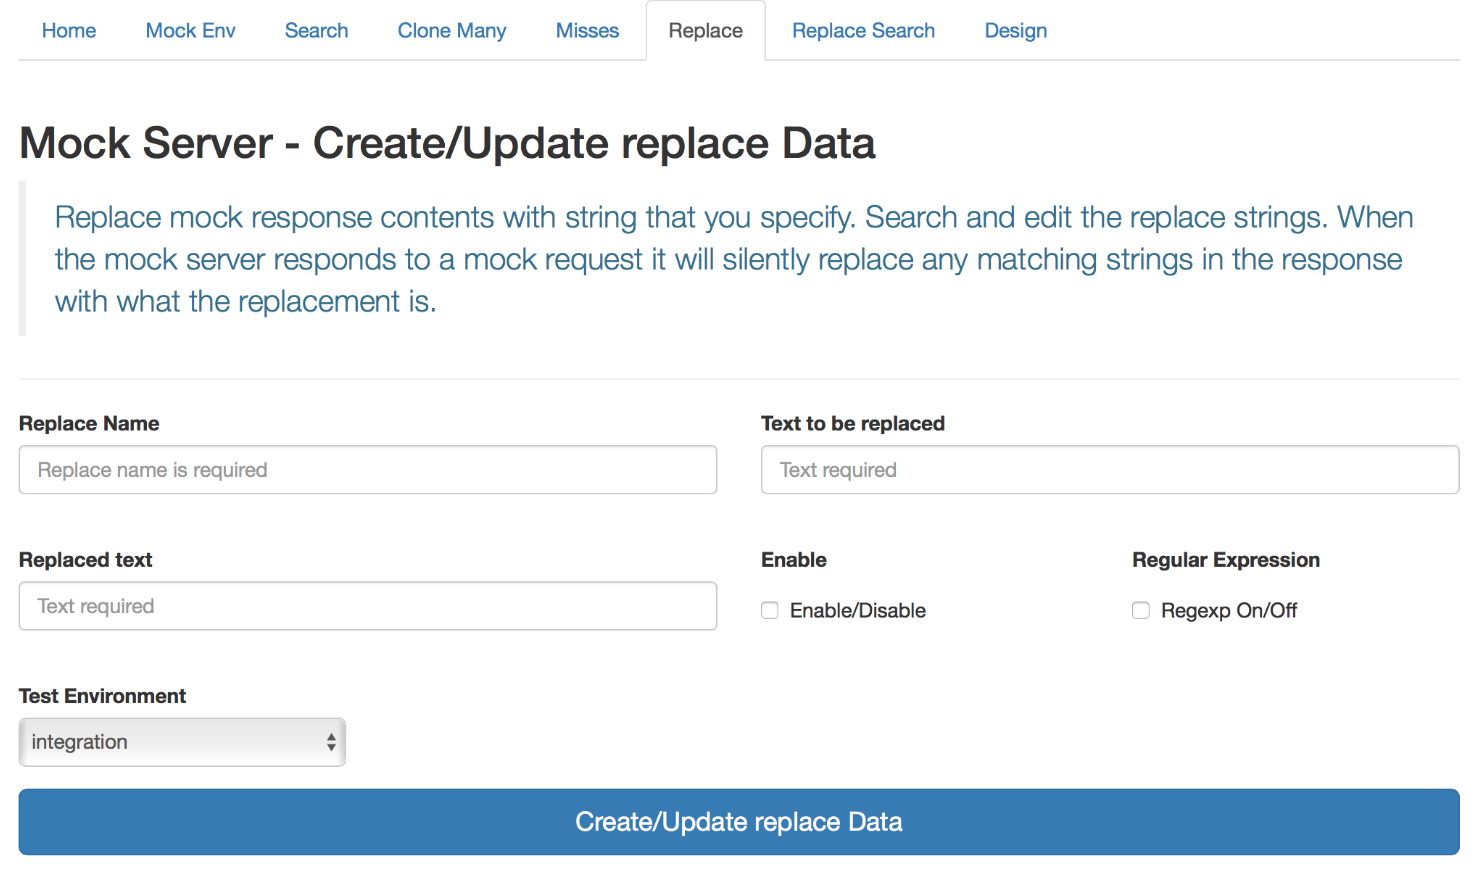 Home Mock Env Search Clone Many Misses Replace Replace Search Design
Mock Server - Create/Update replace Data
Replace mock response contents with string that you specify. Search and edit the replace strings. When
the mock server responds to a mock request it will silently replace any matching strings in the response
with what the replacement is.
Replace Name Text to be replaced
Replace name is required Text required
Replaced text Enable Regular Expression
Text required Enable/Disable Regexp On/Off
Test Environment
integration
Create/Update replace Data